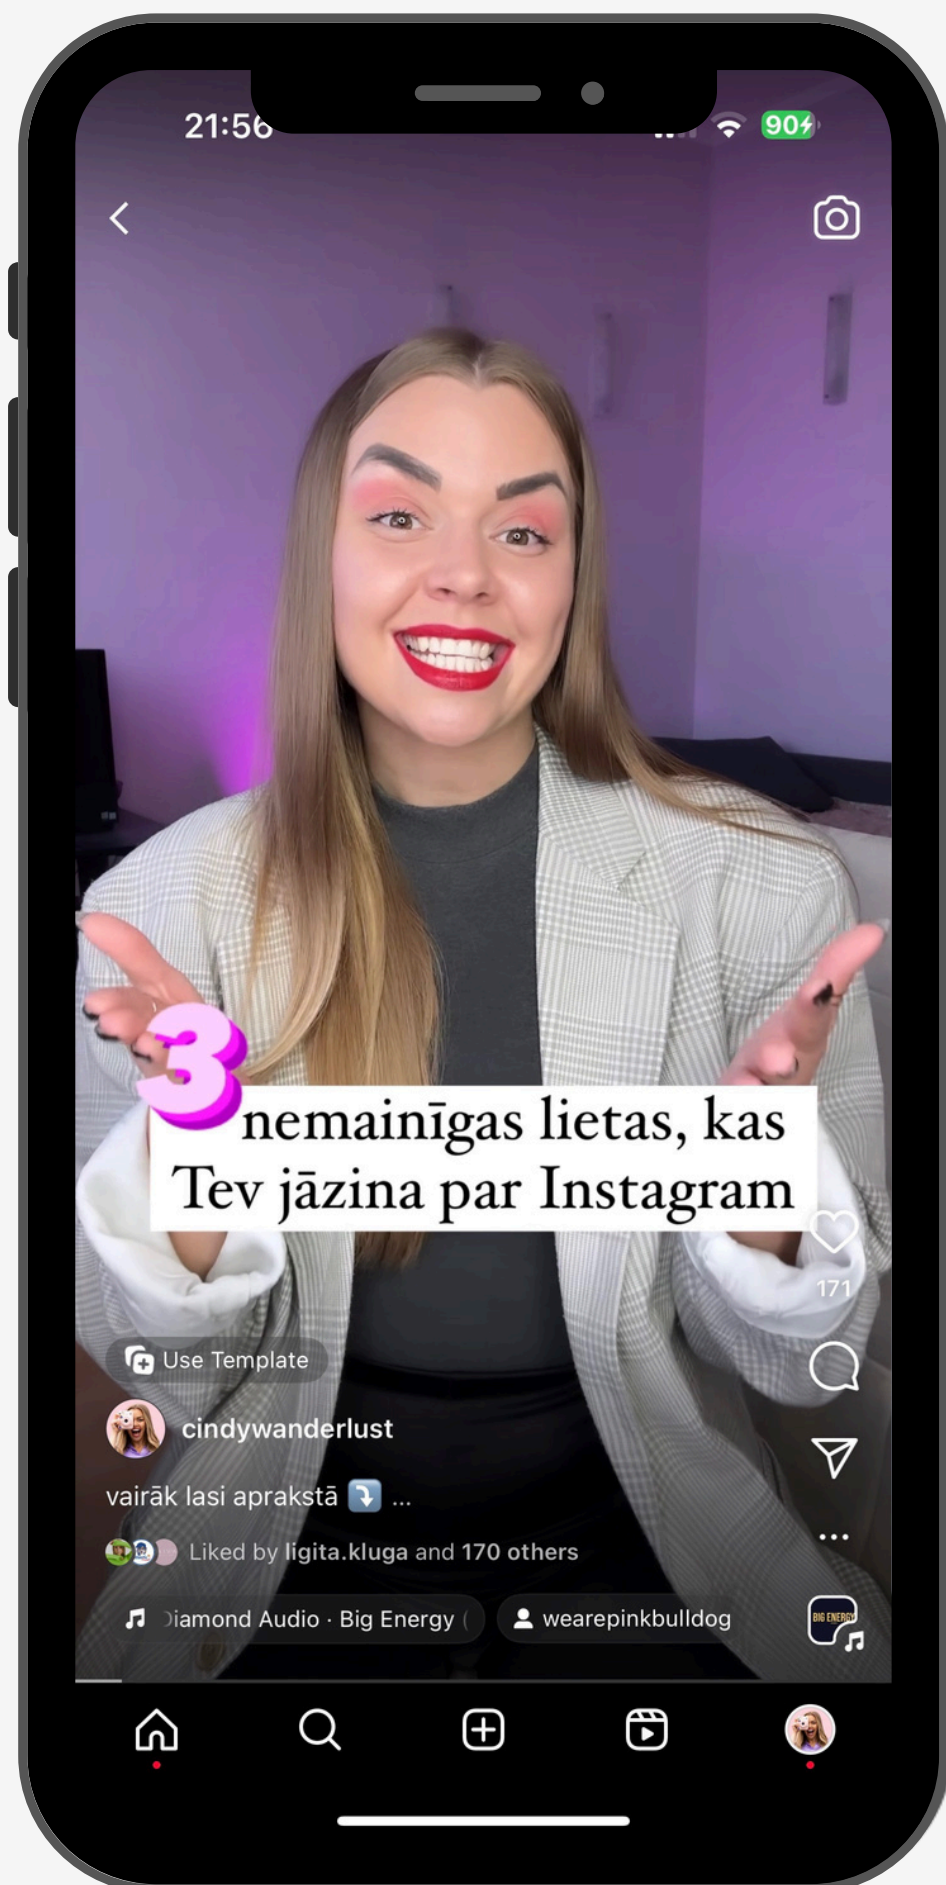 21:56
90
3
nemainīgas lietas, kas
Tev jāzina par Instagram
171
Use Template
cindywanderlust
vairāk lasi aprakstā ...
Liked by ligita.kluga and 170 others
iamond Audio · Big Energy (
wearepinkbulldog
BIG ENERGY